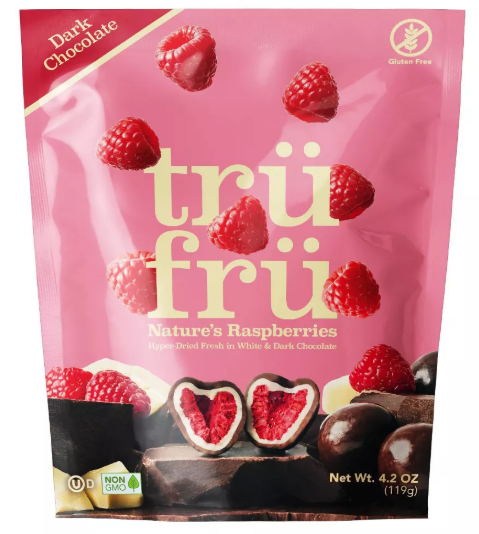 Dark
Chocolate
Gluten Free
trü
frü
Nature's Raspberries
Hyper-Dried Fresh in White & Dark Chocolate
U D
NON
GMO
Net Wt. 4.2 OZ
(119g)